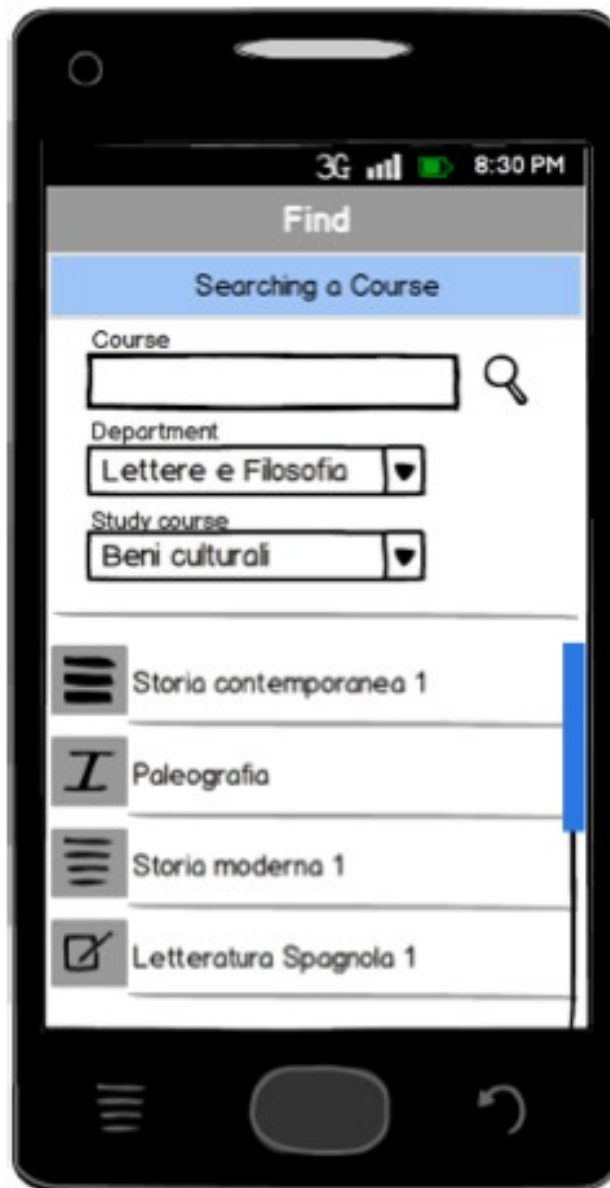 3G 8:30 PM
Find
Searching a Course
Course
Department
Lettere e Filosofia
Study course
Beni culturali
Storia contemporanea 1
Paleografia
Storia moderna 1
Letteratura Spagnola 1